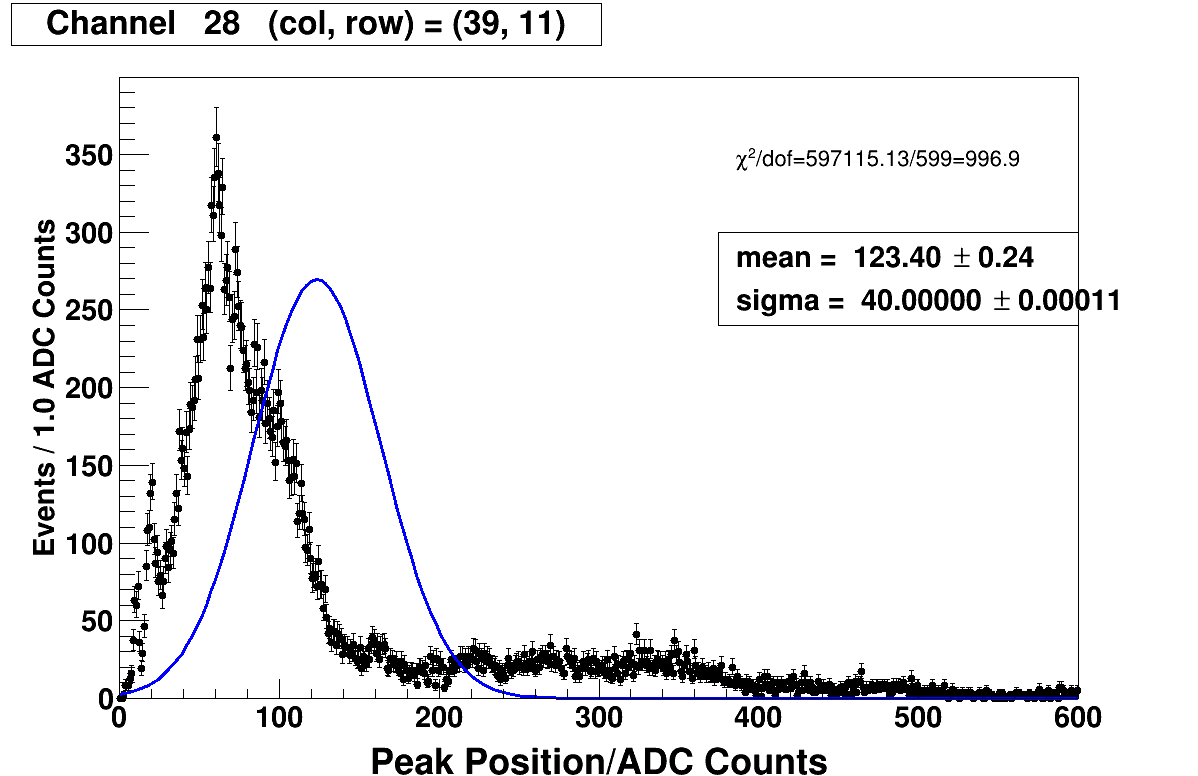 Channel 28 (col, row) = (39, 11)
χ²/dof=597115.13/599=996.9
mean = 123.40 ± 0.24
sigma = 40.00000 ± 0.00011
Events / 1.0 ADC Counts
350
300
250
200
150
100
50
0
0 100 200 300 400 500 600
Peak Position/ADC Counts